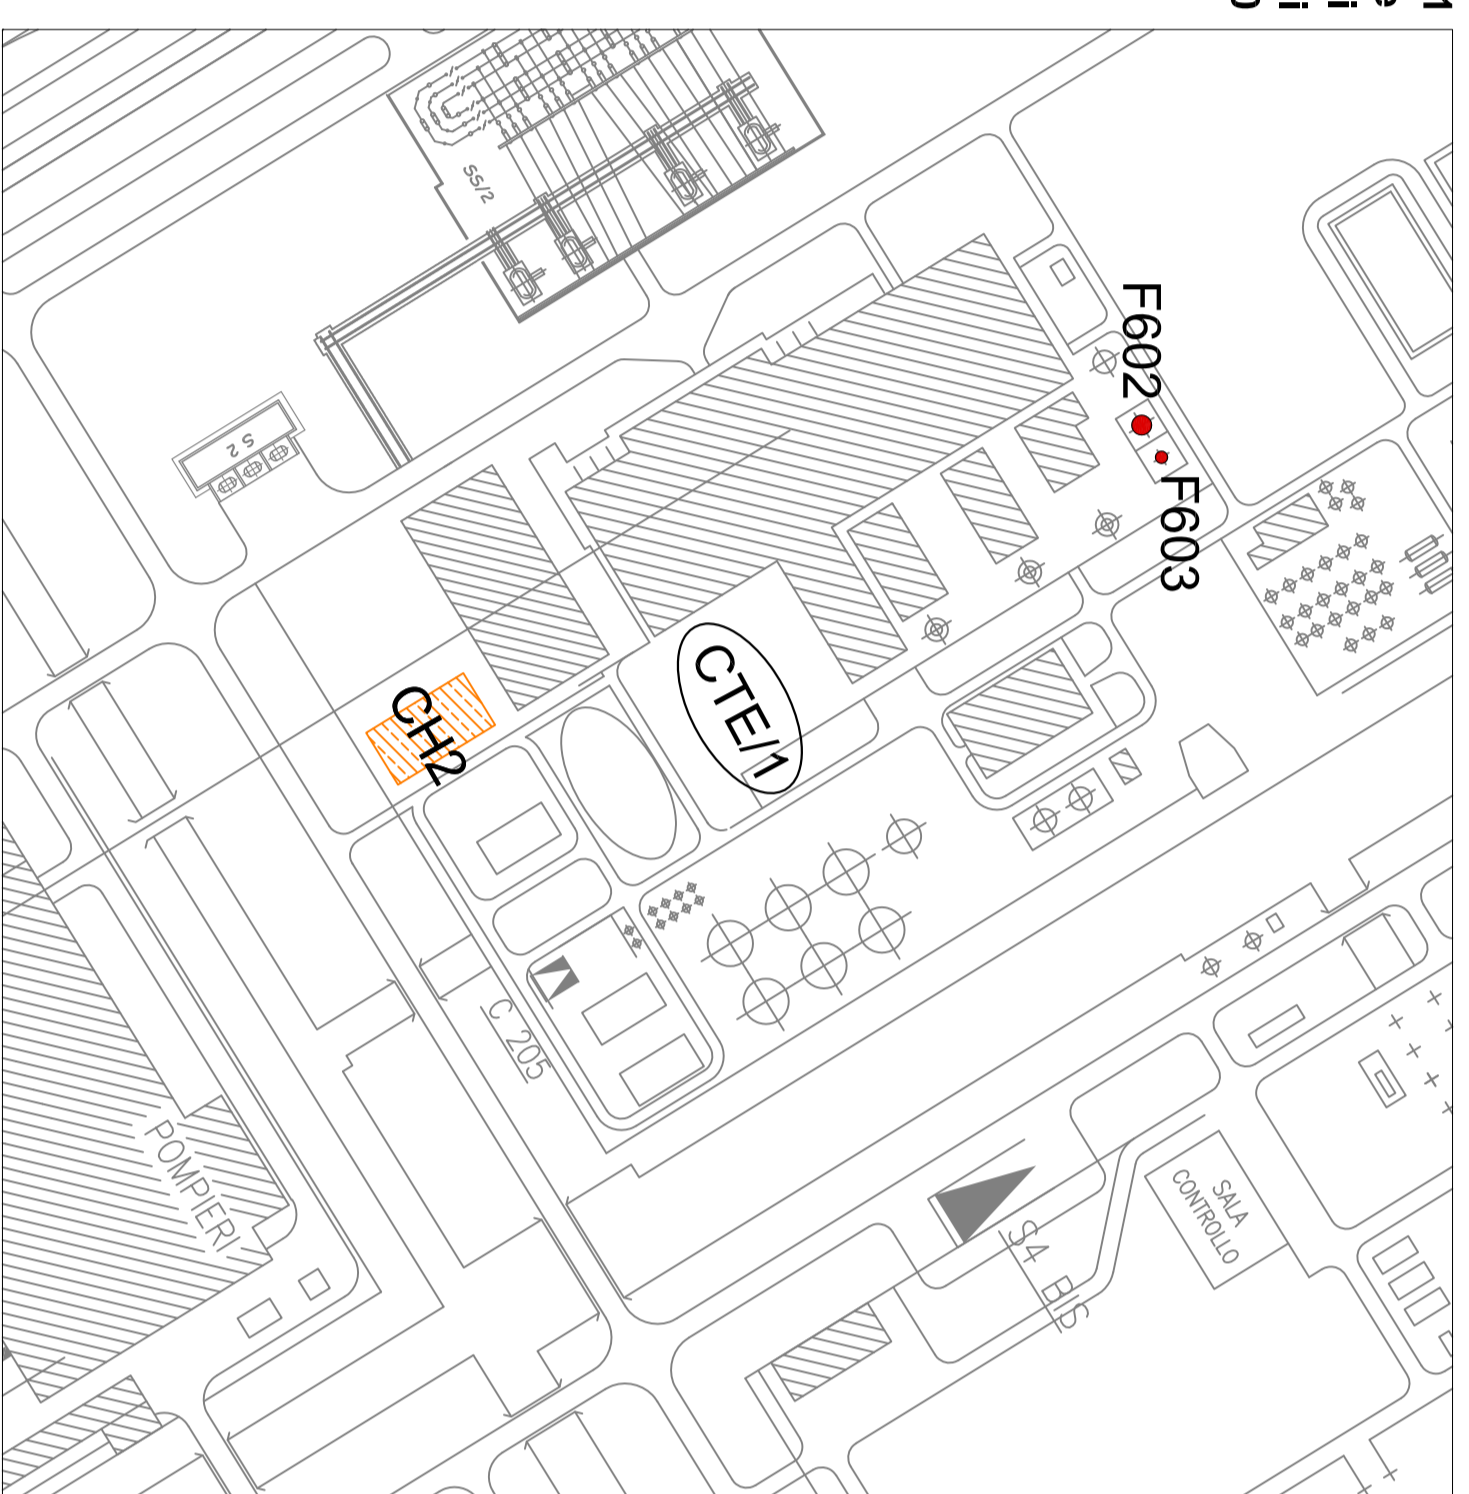 SS/2
F602
F603
S 2
CTE/1
CH2
C 205
POMPIERI
SALA
CONTROLLO
S4 BIS